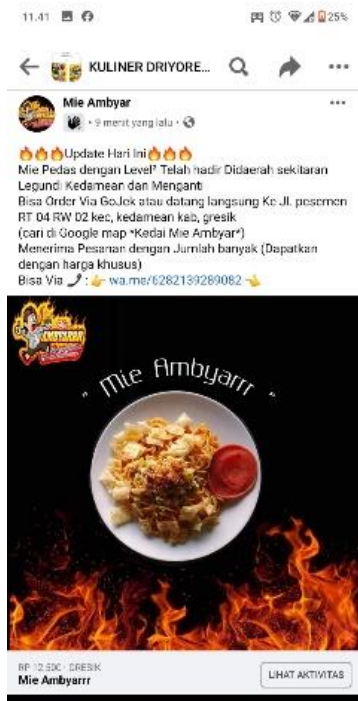 11.41
25%
KULINER DRIYORE...
Mie Ambyar
• 9 menit yang lalu •
🔥🔥🔥Update Hari Ini🔥🔥🔥
Mie Pedas dengan Level² Telah hadir Didaerah sekitaran
Legundi Kedamean dan Menganti
Bisa Order Via GoJek atau datang langsung Ke Jl. pesemen
RT 04 RW 02 kec, kedamean kab, gresik
(cari di Google map *Kedai Mie Ambyar*)
Menerima Pesanan dengan Jumlah banyak (Dapatkan
dengan harga khusus)
Bisa Via : 👉 wa.me/6282139289082 👈
AMBYARRR
" Mie Ambyarrr "
RP 12.500 · GRESIK
Mie Ambyarrr
LIHAT AKTIVITAS